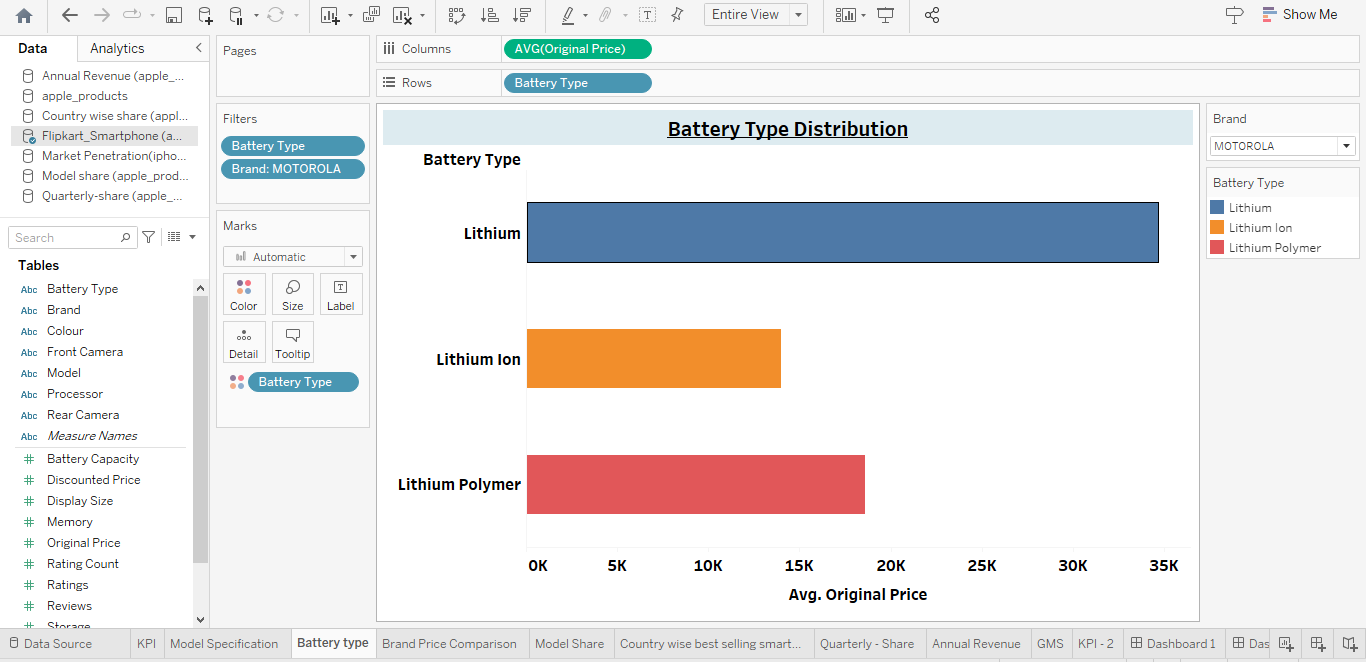 Entire View
Show Me
Data
Analytics
Annual Revenue (apple_...
apple_products
Country wise share (appl...
Flipkart_Smartphone (a...
Market Penetration(ipho...
Model share (apple_prod...
Quarterly-share (apple_...
Search
Tables
Abc Battery Type
Abc Brand
Abc Colour
Abc Front Camera
Abc Model
Abc Processor
Abc Rear Camera
Abc Measure Names
# Battery Capacity
# Discounted Price
# Display Size
# Memory
# Original Price
# Rating Count
# Ratings
# Reviews
Storage
Pages
Filters
Battery Type
Brand: MOTOROLA
Marks
Automatic
Color
Size
T
Label
Detail
Tooltip
Battery Type
Columns
AVG(Original Price)
Rows
Battery Type
Battery Type Distribution
Battery Type
Lithium
Lithium Ion
Lithium Polymer
0K 5K 10K 15K 20K 25K 30K 35K
Avg. Original Price
Brand
MOTOROLA
Battery Type
Lithium
Lithium Ion
Lithium Polymer
Data Source KPI Model Specification Battery type Brand Price Comparison Model Share Country wise best selling smart... Quarterly - Share Annual Revenue GMS KPI - 2 Dashboard 1 Das